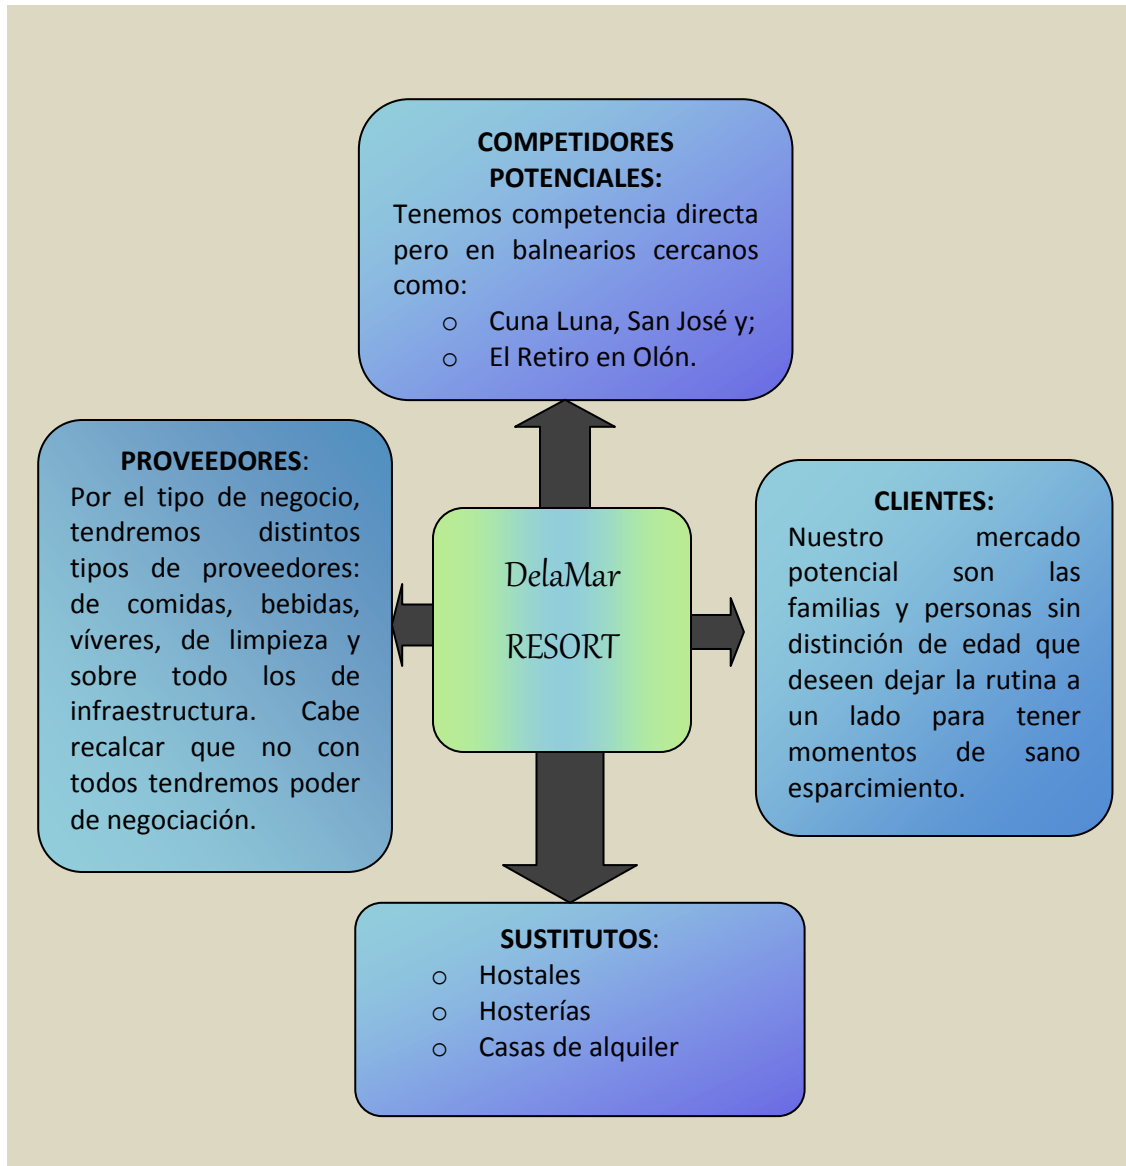 COMPETIDORES
POTENCIALES:
Tenemos competencia directa
pero en balnearios cercanos
como:
o Cuna Luna, San José y;
o El Retiro en Olón.
PROVEEDORES:
Por el tipo de negocio,
tendremos distintos
tipos de proveedores:
de comidas, bebidas,
víveres, de limpieza y
sobre todo los de
infraestructura. Cabe
recalcar que no con
todos tendremos poder
de negociación.
DelaMar
RESORT
CLIENTES:
Nuestro mercado
potencial son las
familias y personas sin
distinción de edad que
deseen dejar la rutina a
un lado para tener
momentos de sano
esparcimiento.
SUSTITUTOS:
o Hostales
o Hosterías
o Casas de alquiler